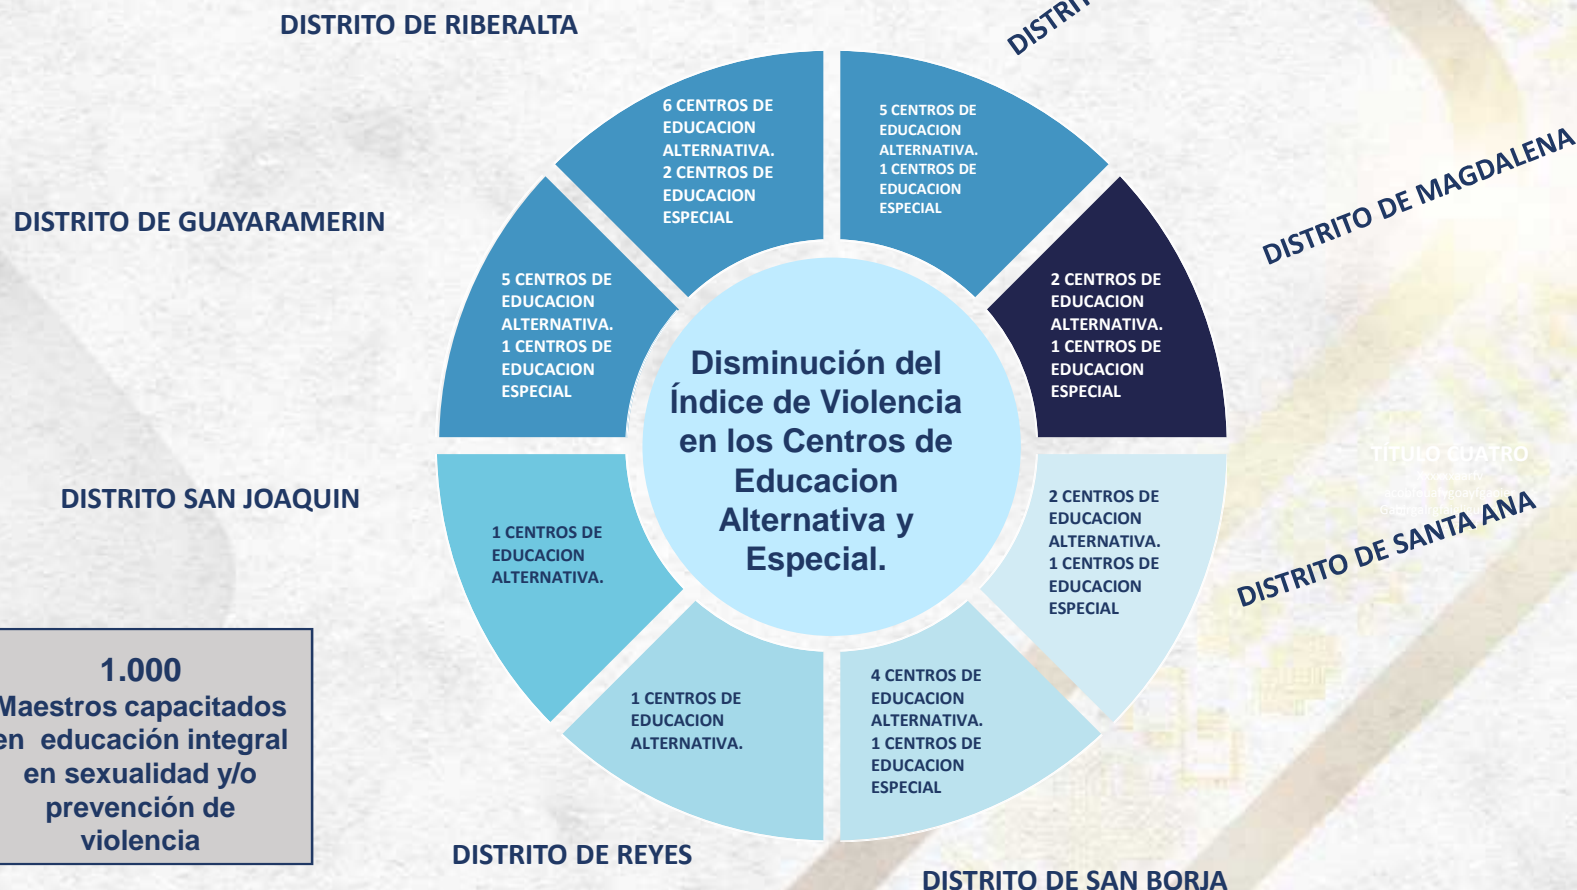 DISTRITO DE RIBERALTA
DISTRITO DE GUAYARAMERIN
DISTRITO DE MAGDALENA
6 CENTROS DE
EDUCACION
ALTERNATIVA.
2 CENTROS DE
EDUCACION
ESPECIAL
5 CENTROS DE
EDUCACION
ALTERNATIVA.
1 CENTROS DE
EDUCACION
ESPECIAL
5 CENTROS DE
EDUCACION
ALTERNATIVA.
1 CENTROS DE
EDUCACION
ESPECIAL
2 CENTROS DE
EDUCACION
ALTERNATIVA.
1 CENTROS DE
EDUCACION
ESPECIAL
Disminución del
Índice de Violencia
en los Centros de
Educacion
Alternativa y
Especial.
TITULO CUATRO
DISTRITO SAN JOAQUIN
1 CENTROS DE
EDUCACION
ALTERNATIVA.
2 CENTROS DE
EDUCACION
ALTERNATIVA.
1 CENTROS DE
EDUCACION
ESPECIAL
DISTRITO DE SANTA ANA
1.000
Maestros capacitados
en educación integral
en sexualidad y/o
prevención de
violencia
1 CENTROS DE
EDUCACION
ALTERNATIVA.
4 CENTROS DE
EDUCACION
ALTERNATIVA.
1 CENTROS DE
EDUCACION
ESPECIAL
DISTRITO DE REYES
DISTRITO DE SAN BORJA